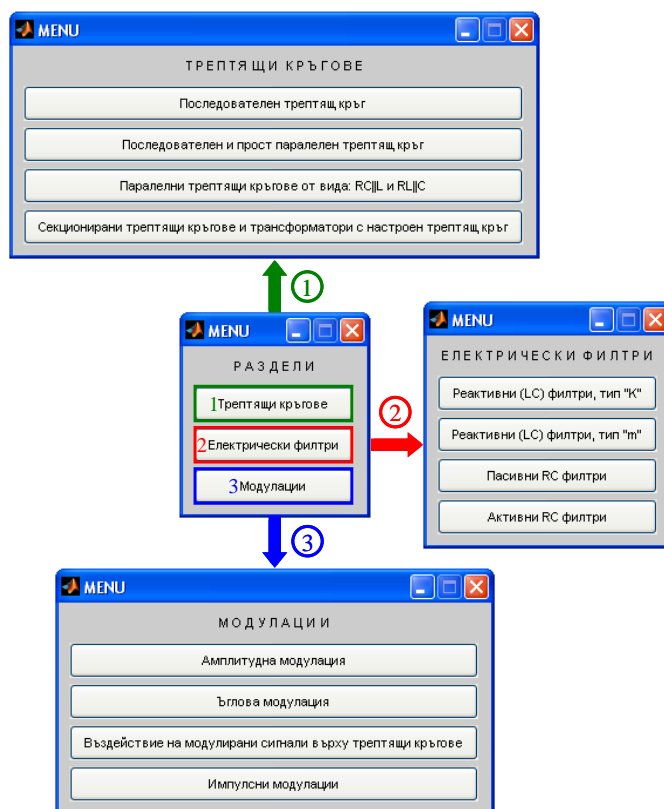 MENU
ТРЕПТЯЩИ КРЪГОВЕ
Последователен трептящ кръг
Последователен и прост паралелен трептящ кръг
Паралелни трептящи кръгове от вида: RC||L и RL||C
Секционирани трептящи кръгове и трансформатори с настроен трептящ кръг
1
MENU
РАЗДЕЛИ
1Трептящи кръгове
2Електрически филтри
3Модулации
2
MENU
ЕЛЕКТРИЧЕСКИ ФИЛТРИ
Реактивни (LC) филтри, тип "K"
Реактивни (LC) филтри, тип "m"
Пасивни RC филтри
Активни RC филтри
3
MENU
МОДУЛАЦИИ
Амплитудна модулация
Ъглова модулация
Въздействие на модулирани сигнали върху трептящи кръгове
Импулсни модулации